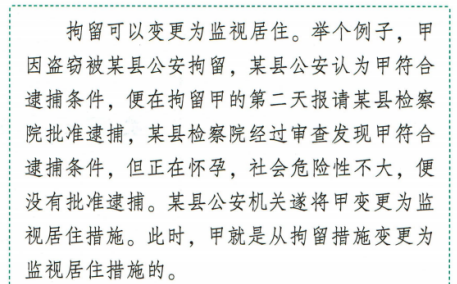 拘留可以变更为监视居住。举个例子，甲
因盗窃被某县公安拘留，某县公安认为甲符合
逮捕条件，便在拘留甲的第二天报请某县检察
院批准逮捕，某县检察院经过审查发现甲符合
逮捕条件，但正在怀孕，社会危险性不大，便
没有批准逮捕。某县公安机关遂将甲变更为监
视居住措施。此时，甲就是从拘留措施变更为
监视居住措施的。